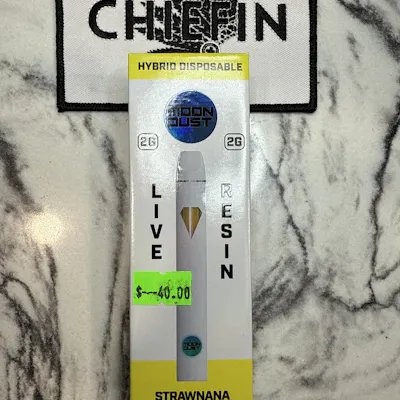 CHIEFIN
HYBRID DISPOSABLE
MOON
DUST
2G
2G
LIVE
RESIN
$--40.00
STRAWNANA